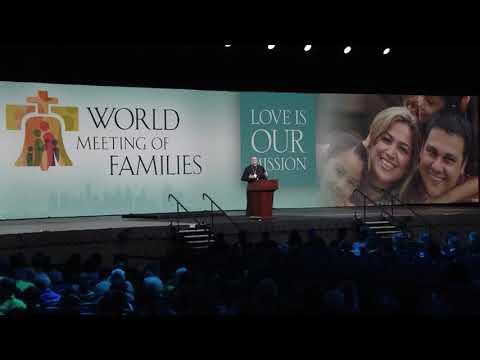 WORLD
MEETING OF
FAMILIES
LOVE IS
OUR
MISSION